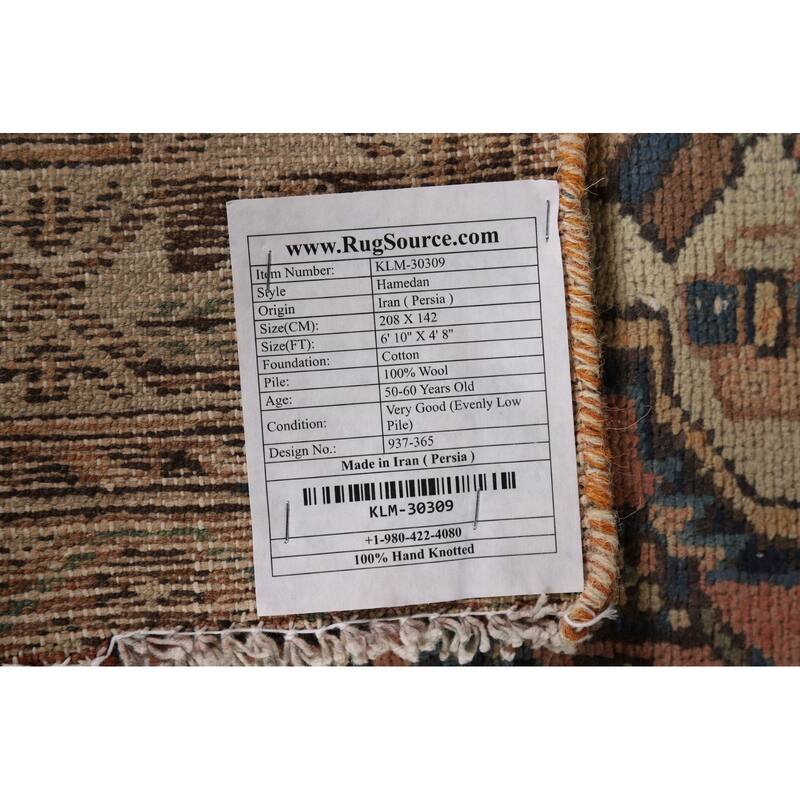 www.RugSource.com
Item Number: KLM-30309
Style Hamedan
Origin Iran ( Persia )
Size(CM): 208 X 142
Size(FT): 6' 10" X 4' 8"
Foundation: Cotton
Pile: 100% Wool
Age: 50-60 Years Old
Condition: Very Good (Evenly Low
Pile)
Design No.: 937-365
Made in Iran ( Persia )
KLM-30309
+1-980-422-4080
100% Hand Knotted